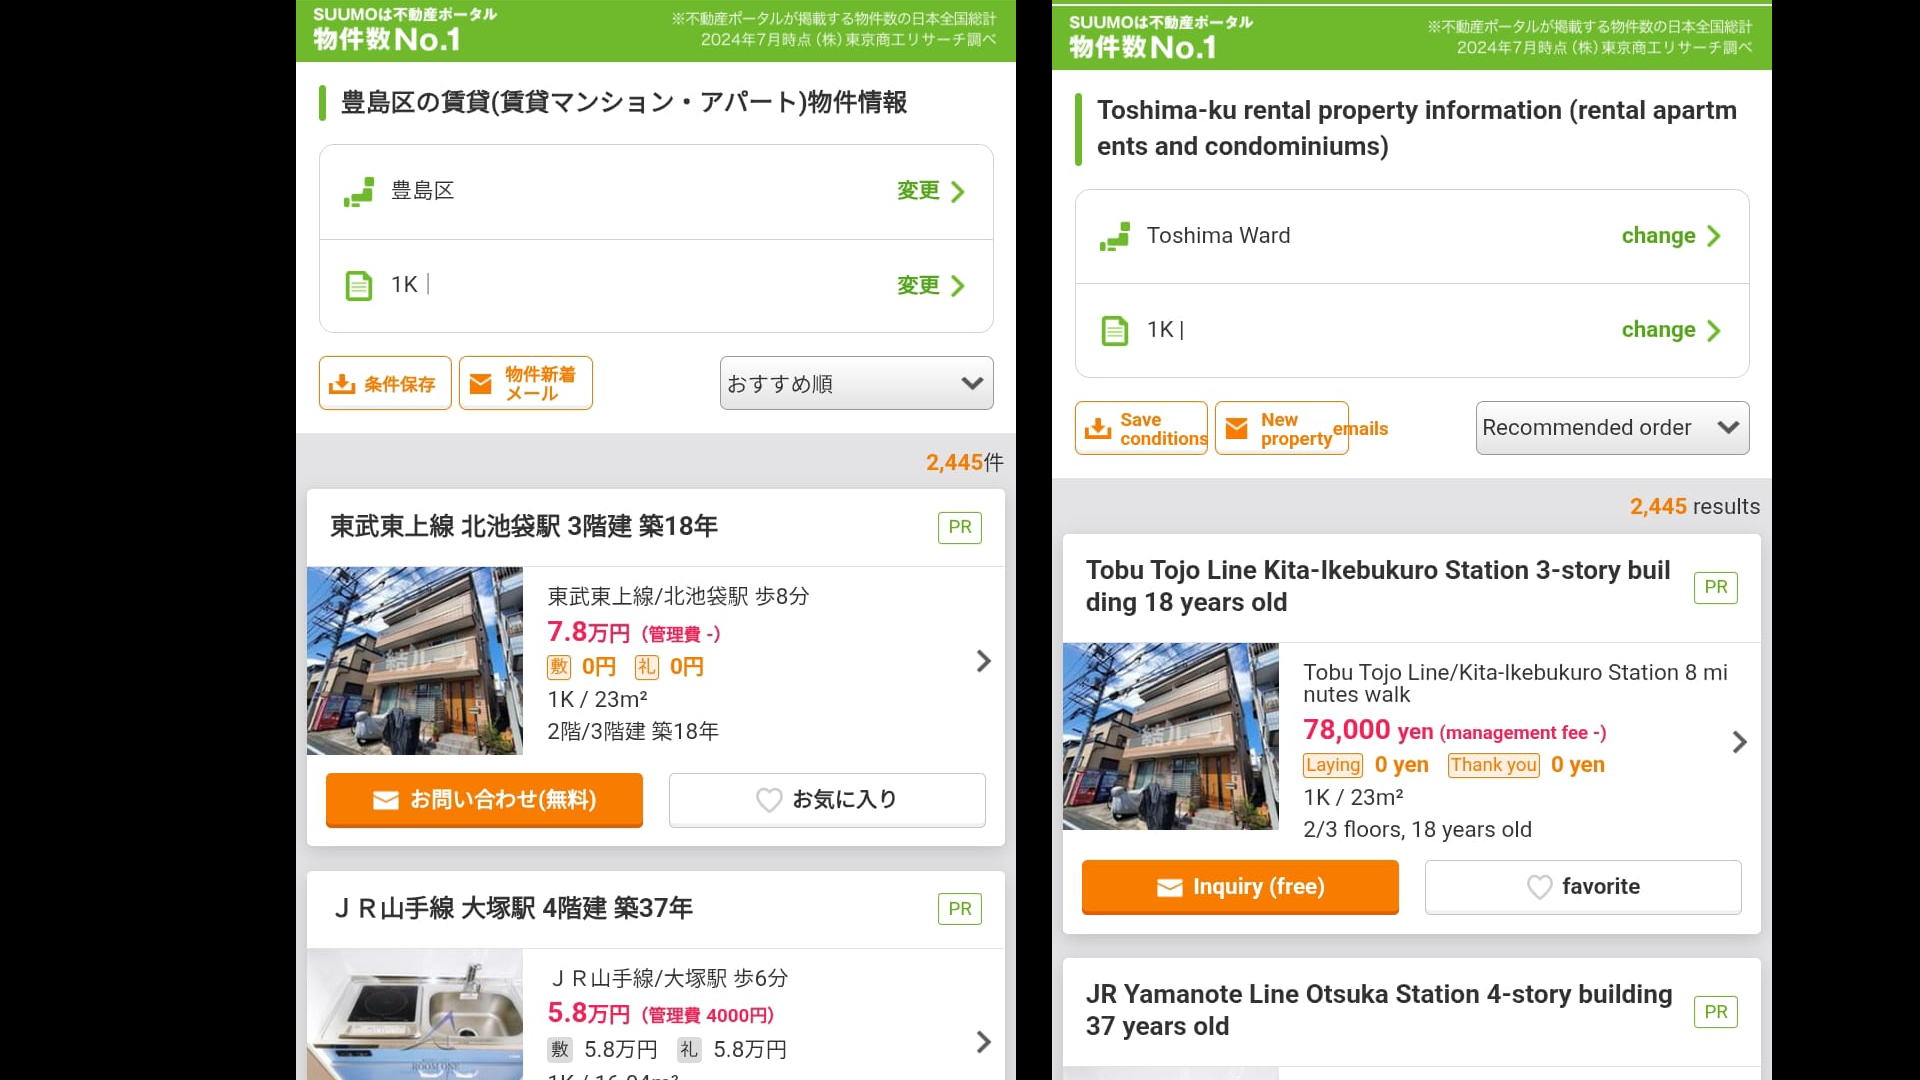 SUUMOは不動産ポータル
物件数No.1
※不動産ポータルが掲載する物件数の日本全国総計
2024年7月時点（株）東京商工リサーチ調べ
豊島区の賃貸(賃貸マンション・アパート)物件情報
豊島区
変更
1K｜
変更
条件保存
物件新着
メール
おすすめ順
2,445件
東武東上線 北池袋駅 3階建 築18年
PR
東武東上線/北池袋駅 歩8分
7.8万円（管理費 -）
敷 0円 礼 0円
1K / 23m²
2階/3階建 築18年
お問い合わせ(無料)
お気に入り
ＪＲ山手線 大塚駅 4階建 築37年
PR
ＪＲ山手線/大塚駅 歩6分
5.8万円（管理費 4000円）
敷 5.8万円 礼 5.8万円
ROOM ONE
SUUMOは不動産ポータル
物件数No.1
※不動産ポータルが掲載する物件数の日本全国総計
2024年7月時点（株）東京商工リサーチ調べ
Toshima-ku rental property information (rental apartm
ents and condominiums)
Toshima Ward
change
1K |
change
Save
conditions
New
property emails
Recommended order
2,445 results
Tobu Tojo Line Kita-Ikebukuro Station 3-story buil
ding 18 years old
PR
Tobu Tojo Line/Kita-Ikebukuro Station 8 mi
nutes walk
78,000 yen (management fee -)
Laying 0 yen Thank you 0 yen
1K / 23m²
2/3 floors, 18 years old
Inquiry (free)
favorite
JR Yamanote Line Otsuka Station 4-story building
37 years old
PR